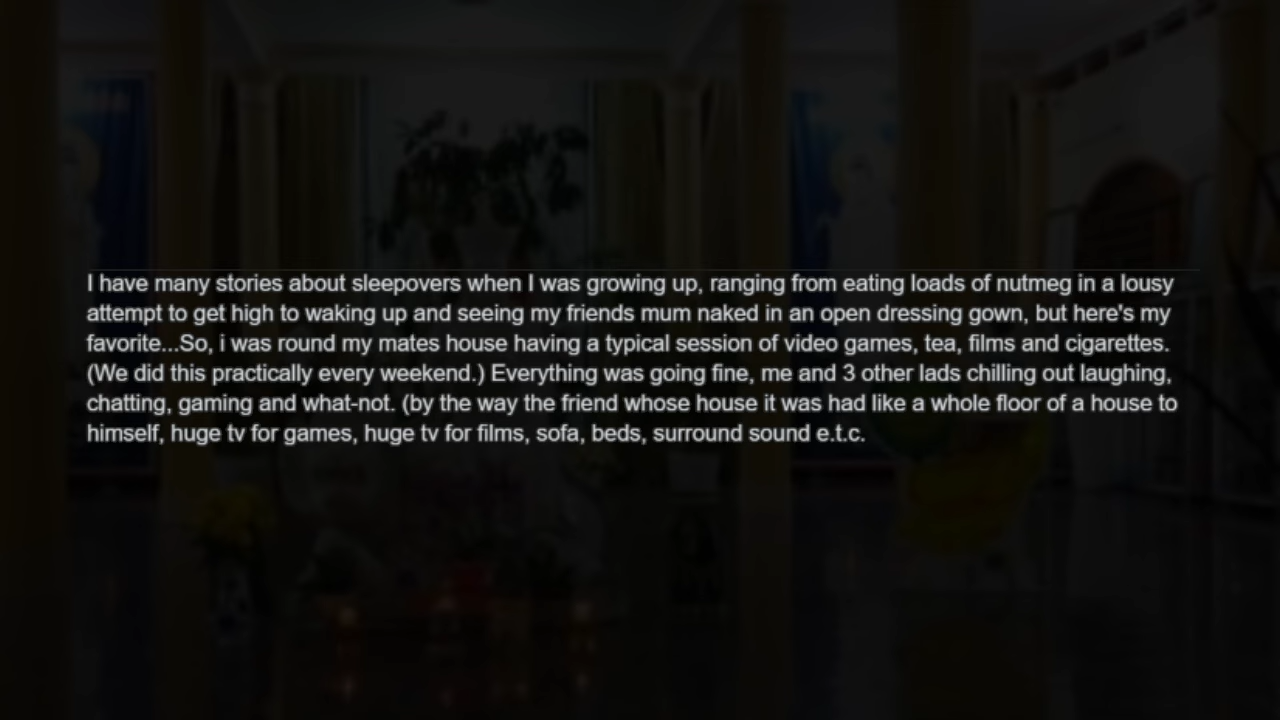 I have many stories about sleepovers when I was growing up, ranging from eating loads of nutmeg in a lousy
attempt to get high to waking up and seeing my friends mum naked in an open dressing gown, but here's my
favorite...So, i was round my mates house having a typical session of video games, tea, films and cigarettes.
(We did this practically every weekend.) Everything was going fine, me and 3 other lads chilling out laughing,
chatting, gaming and what-not. (by the way the friend whose house it was had like a whole floor of a house to
himself, huge tv for games, huge tv for films, sofa, beds, surround sound e.t.c.